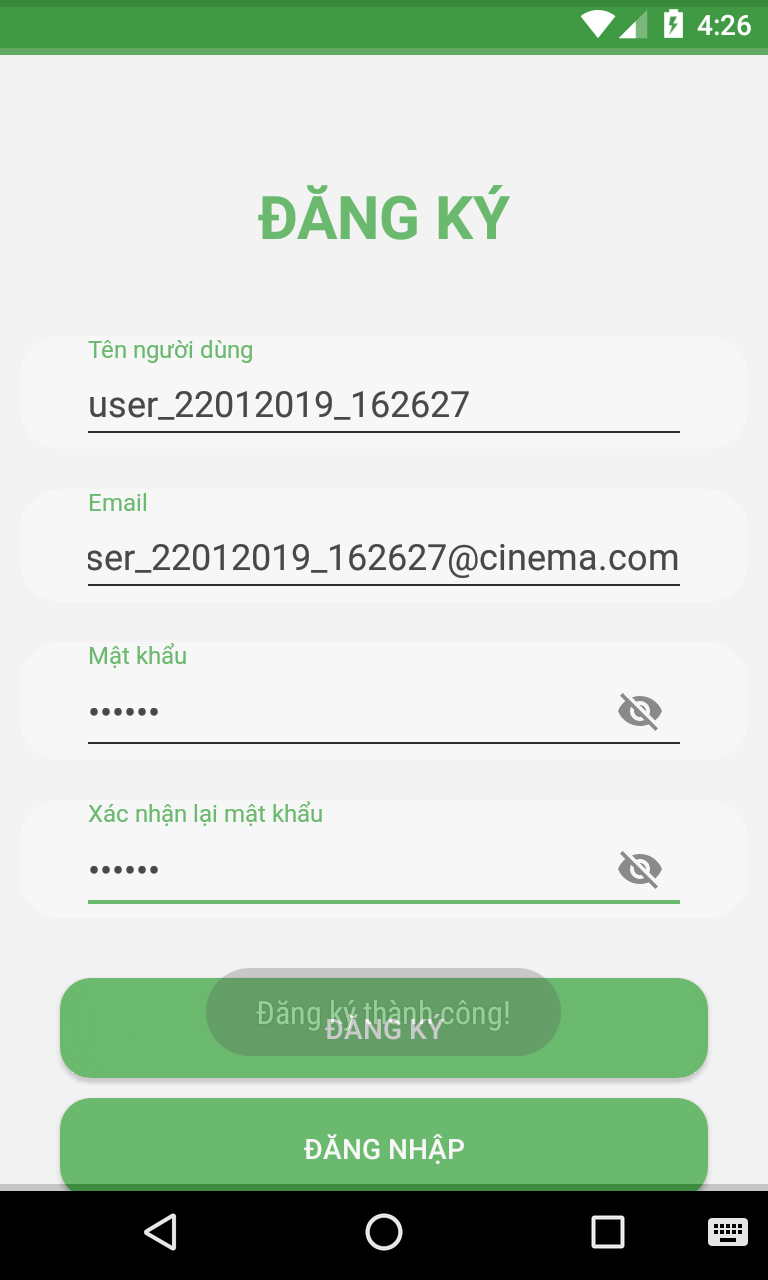 4:26
ĐĂNG KÝ
Tên người dùng
user_22012019_162627
Email
ser_22012019_162627@cinema.com
Mật khẩu
••••••
Xác nhận lại mật khẩu
••••••
Đăng ký thành công!
ĐĂNG KÝ
ĐĂNG NHẬP